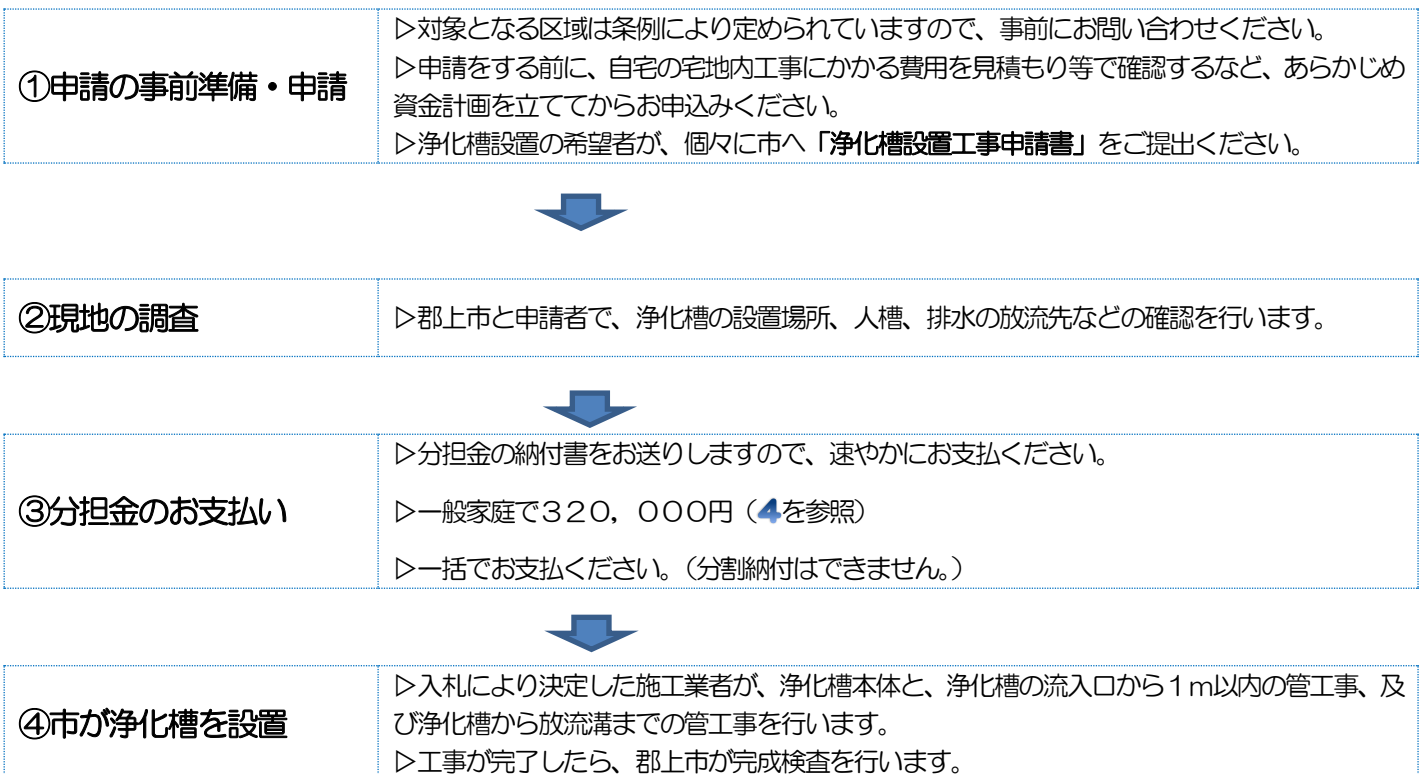 ①申請の事前準備・申請
▷対象となる区域は条例により定められていますので、事前にお問い合わせください。
▷申請をする前に、自宅の宅地内工事にかかる費用を見積もり等で確認するなど、あらかじめ
資金計画を立ててからお申込みください。
▷浄化槽設置の希望者が、個々に市へ「浄化槽設置工事申請書」をご提出ください。
②現地の調査
▷郡上市と申請者で、浄化槽の設置場所、人槽、排水の放流先などの確認を行います。
③分担金のお支払い
▷分担金の納付書をお送りしますので、速やかにお支払ください。
▷一般家庭で320,000円(4を参照)
▷一括でお支払ください。(分割納付はできません。)
④市が浄化槽を設置
▷入札により決定した施工業者が、浄化槽本体と、浄化槽の流入口から1m以内の管工事、及
び浄化槽から放流溝までの管工事を行います。
▷工事が完了したら、郡上市が完成検査を行います。